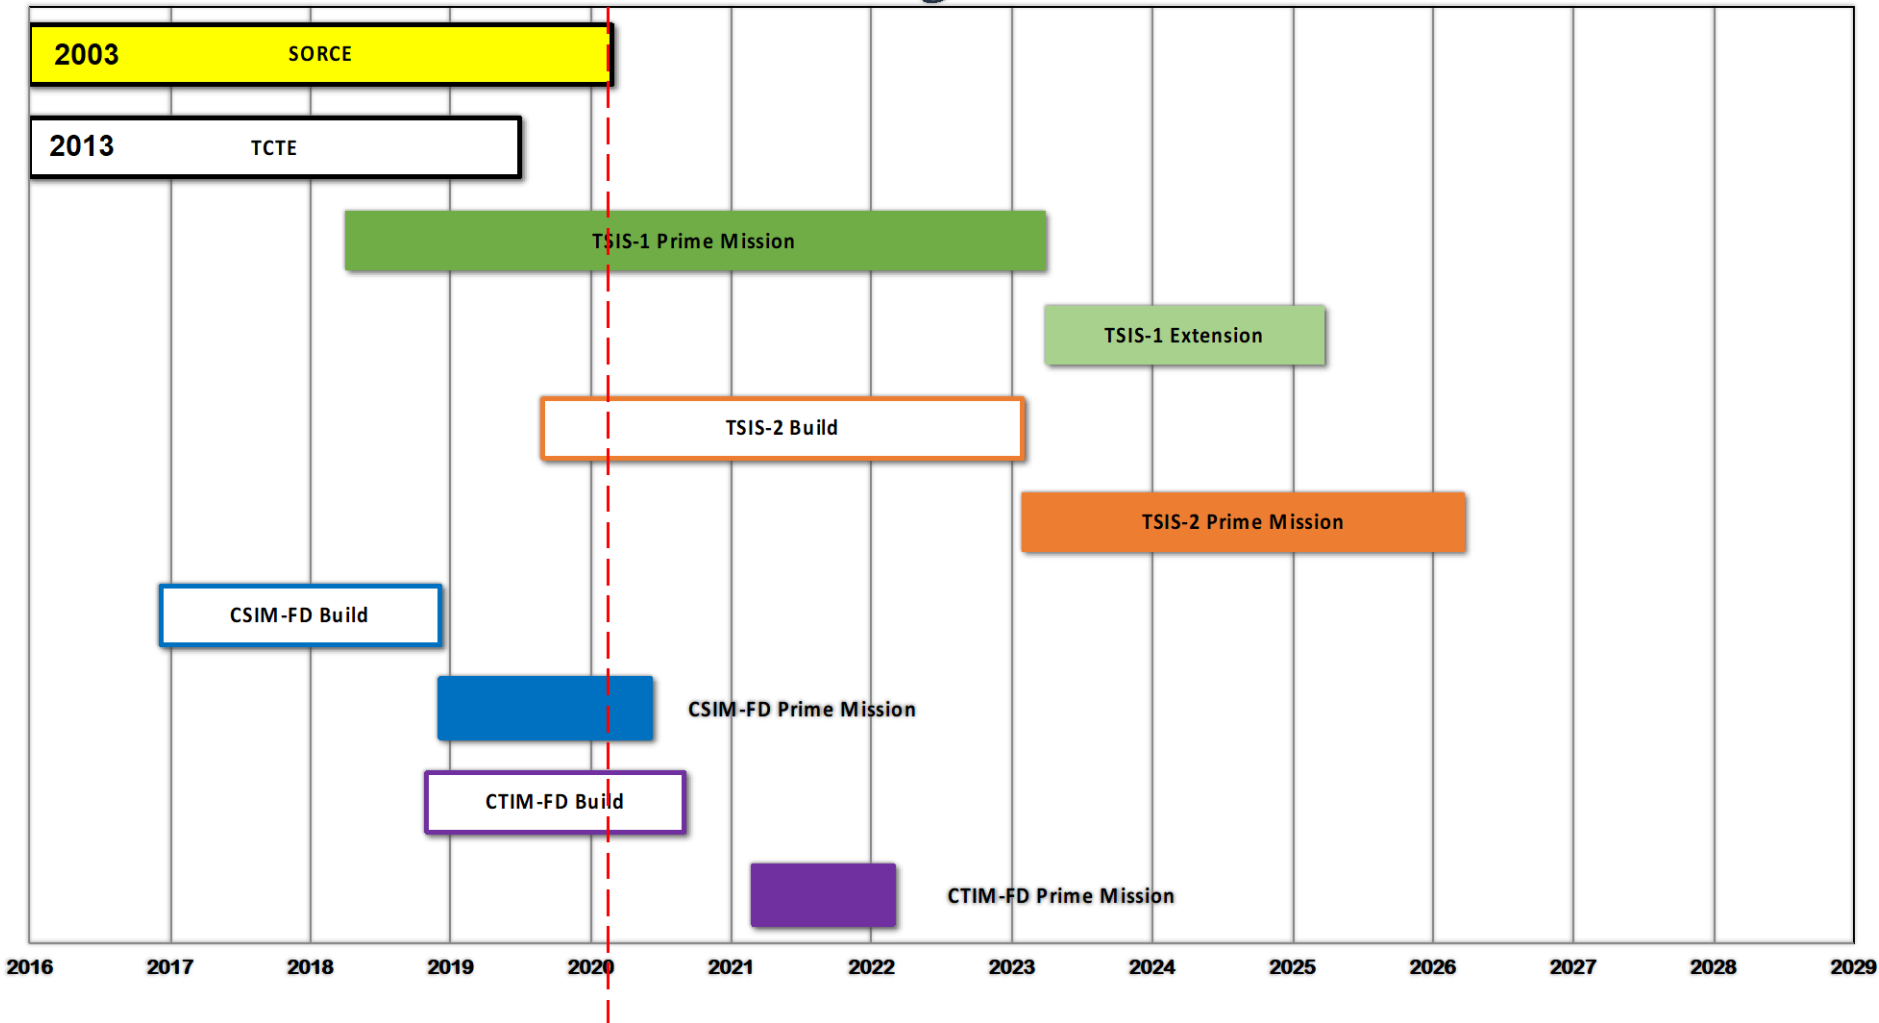 2003 SORCE
2013 TCTE
TSIS-1 Prime Mission
TSIS-1 Extension
TSIS-2 Build
TSIS-2 Prime Mission
CSIM-FD Build
CSIM-FD Prime Mission
CTIM-FD Build
CTIM-FD Prime Mission
2016 2017 2018 2019 2020 2021 2022 2023 2024 2025 2026 2027 2028 2029